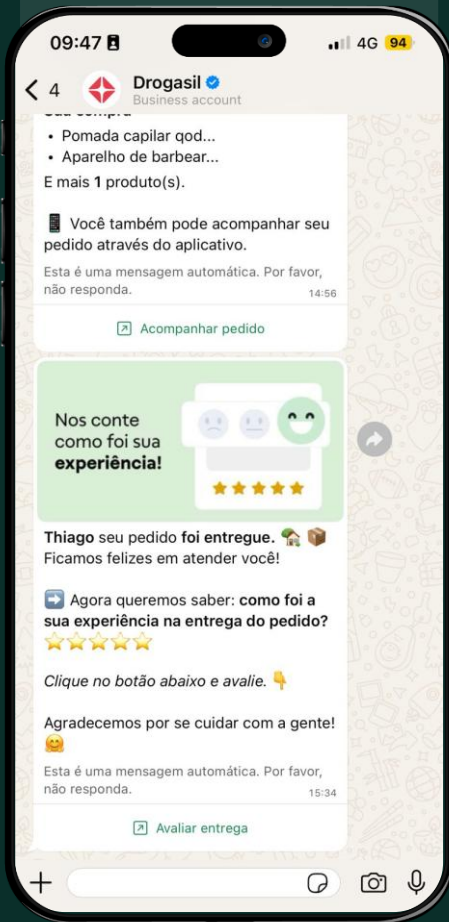 09:47
4G 94
4 Drogasil
Business account
Sua compra
• Pomada capilar qod...
• Aparelho de barbear...
E mais 1 produto(s).
Você também pode acompanhar seu
pedido através do aplicativo.
Esta é uma mensagem automática. Por favor,
não responda.
14:56
Acompanhar pedido
Nos conte
como foi sua
experiência!
Thiago seu pedido foi entregue. 🏡 📦
Ficamos felizes em atender você!
➡️ Agora queremos saber: como foi a
sua experiência na entrega do pedido?
⭐⭐⭐⭐⭐
Clique no botão abaixo e avalie. 👇
Agradecemos por se cuidar com a gente!
🤗
Esta é uma mensagem automática. Por favor,
não responda.
15:34
Avaliar entrega